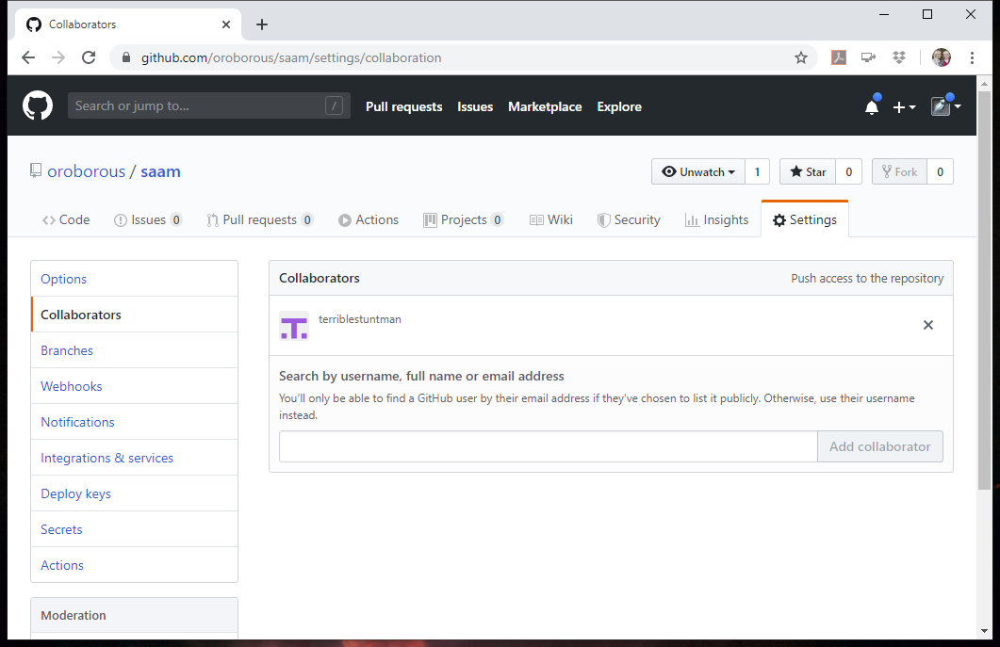 Collaborators
github.com/oroborous/saam/settings/collaboration
Search or jump to... / Pull requests Issues Marketplace Explore
oroborous / saam Unwatch 1 Star 0 Fork 0
Code Issues 0 Pull requests 0 Actions Projects 0 Wiki Security Insights Settings
Options
Collaborators
Branches
Webhooks
Notifications
Integrations & services
Deploy keys
Secrets
Actions
Moderation
Collaborators Push access to the repository
terriblestuntman
Search by username, full name or email address
You'll only be able to find a GitHub user by their email address if they've chosen to list it publicly. Otherwise, use their username
instead.
Add collaborator